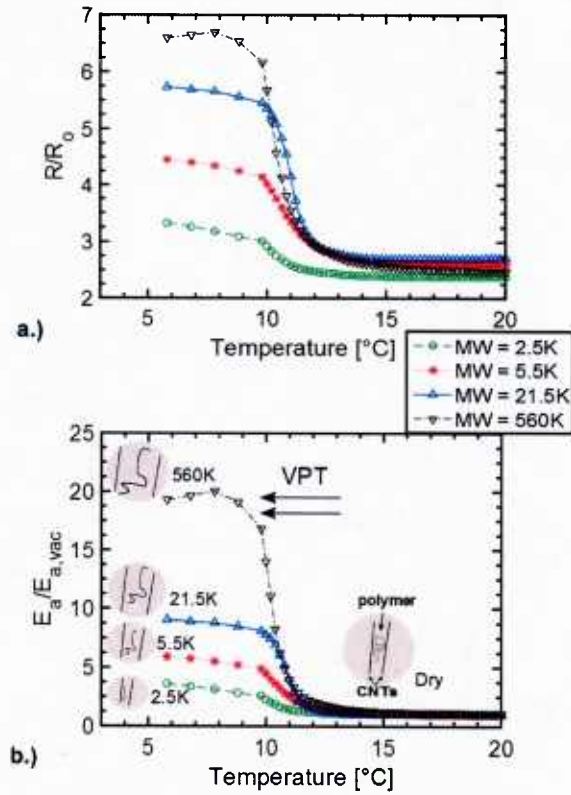 7
6
5
4
3
2
R/Ro
5 10 15 20
a.)
Temperature [°C]
MW = 2.5K
MW = 5.5K
MW = 21.5K
MW = 560K
25
20
15
10
5
0
Ea/Ea,vac
560K
VPT
21.5K
5.5K
2.5K
polymer
CNTs
Dry
5 10 15 20
b.)
Temperature [°C]